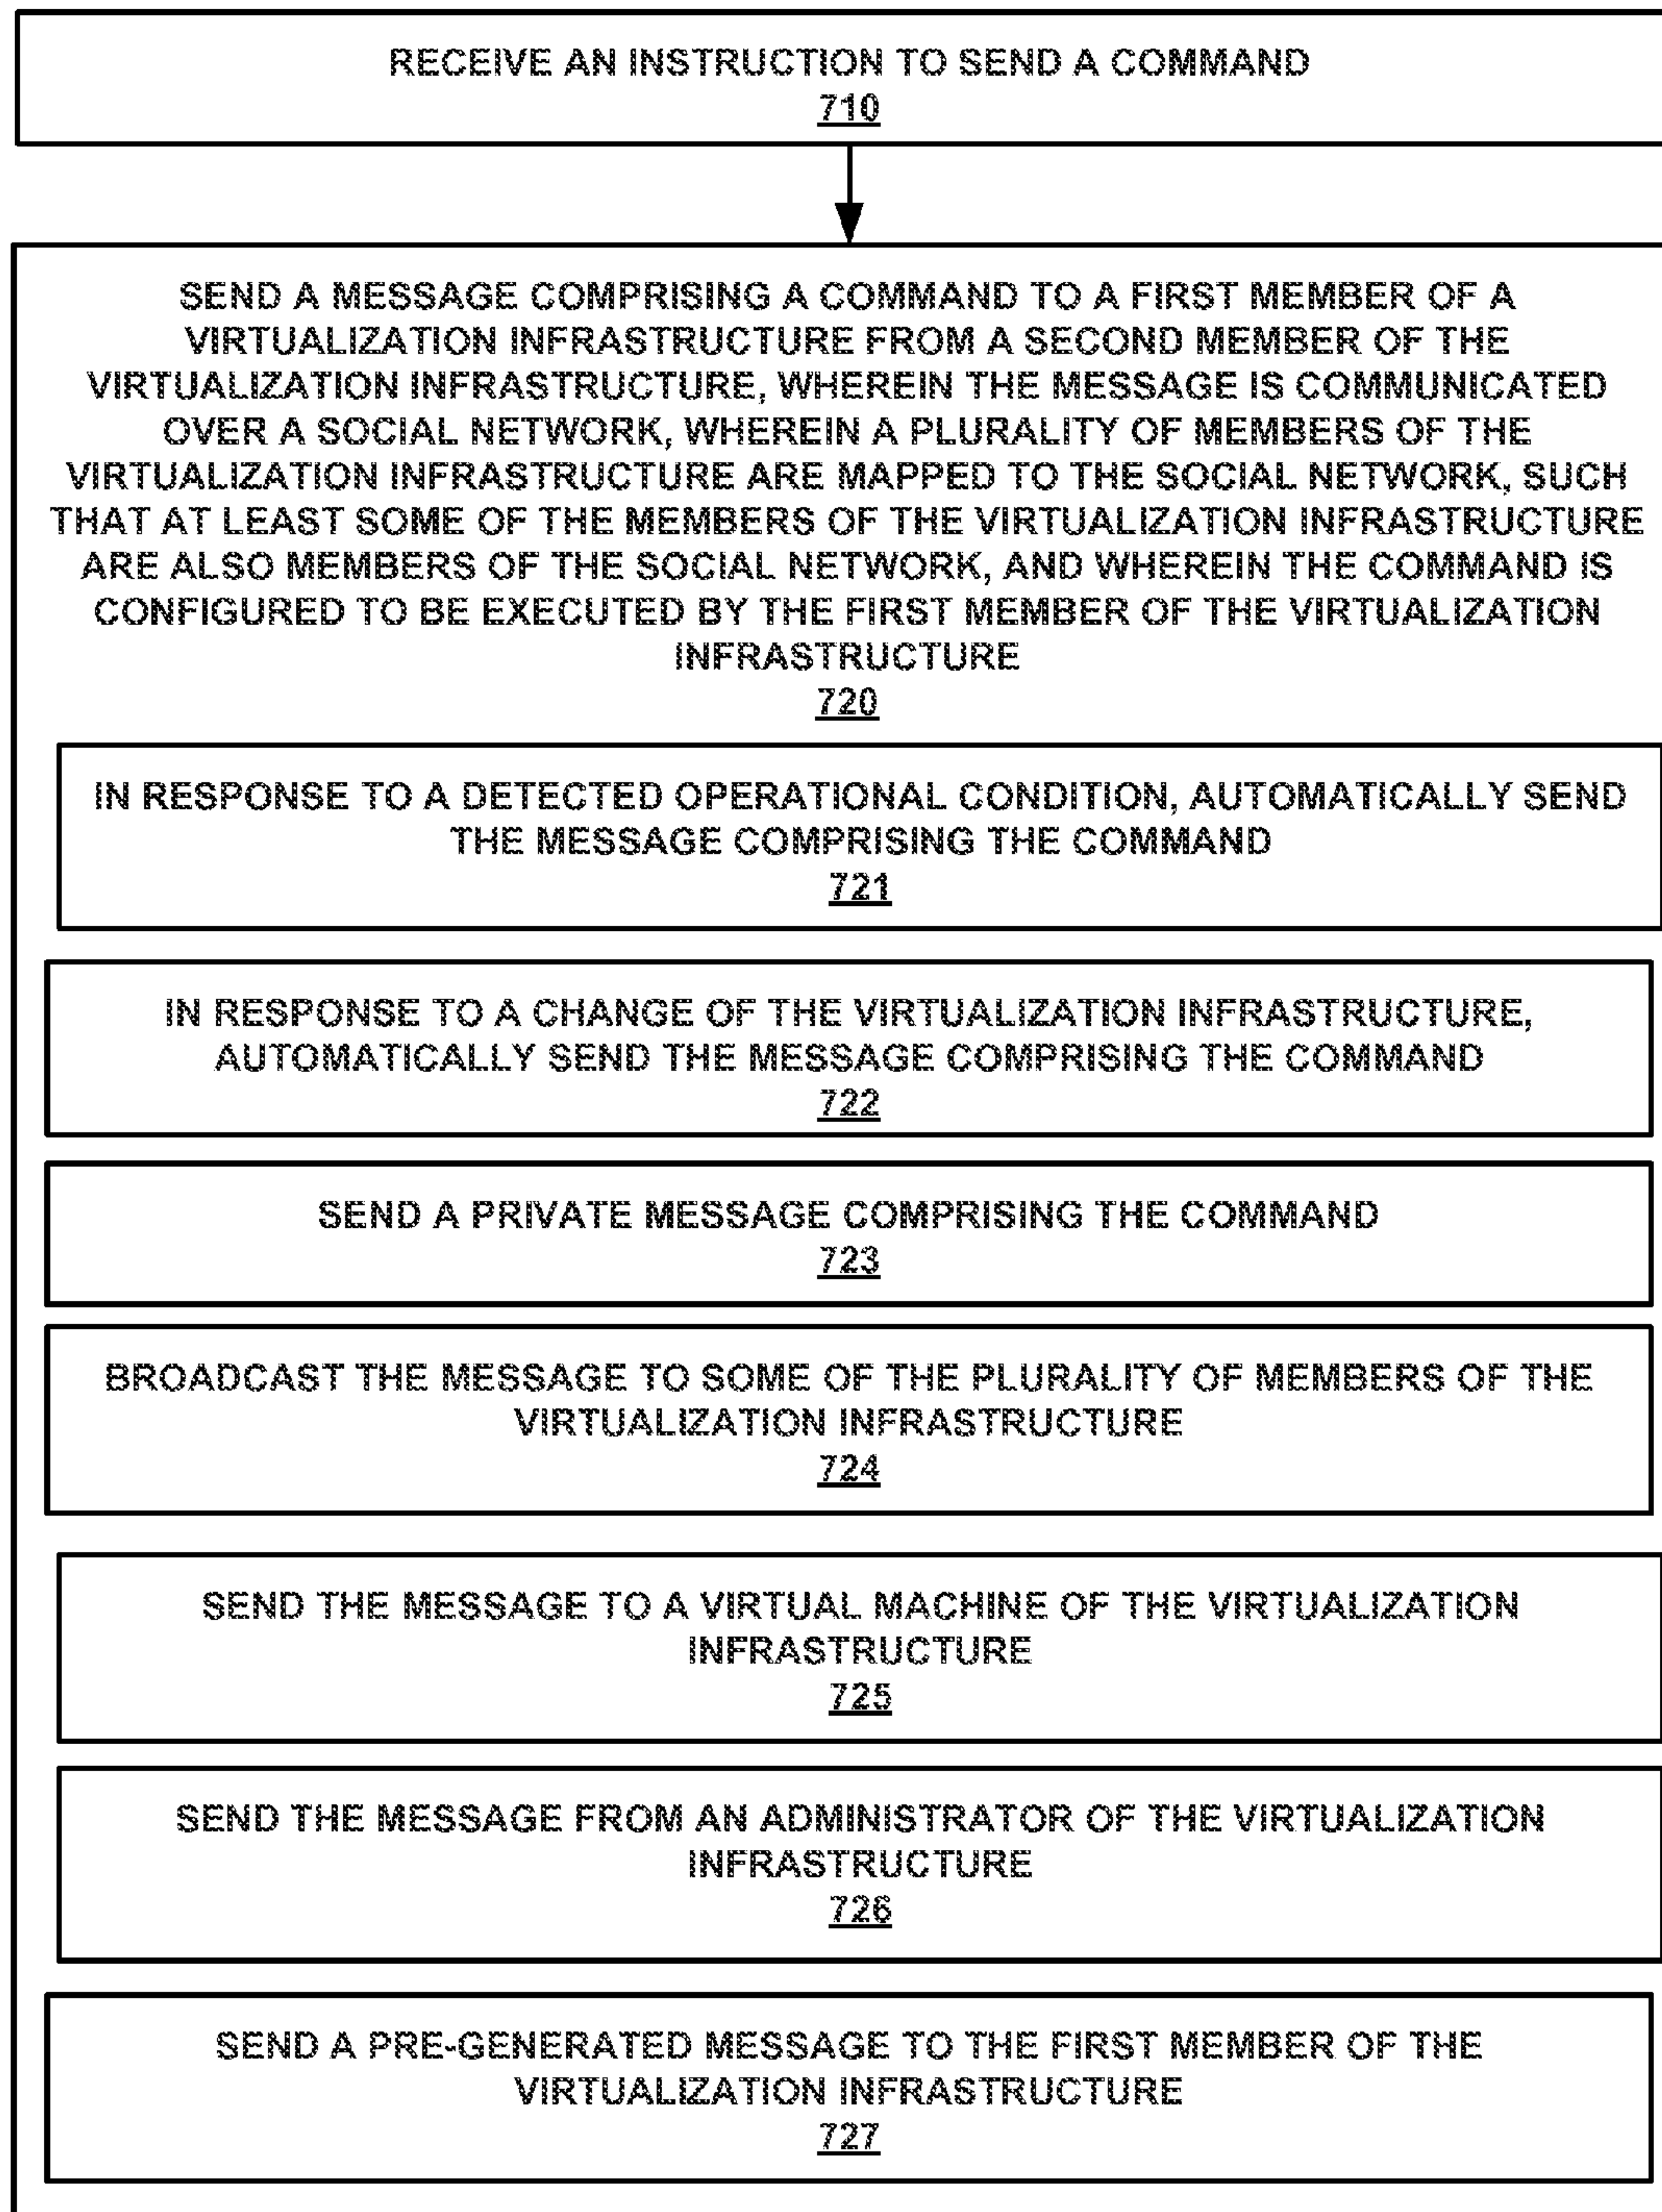 RECEIVE AN INSTRUCTION TO SEND A COMMAND
710
SEND A MESSAGE COMPRISING A COMMAND TO A FIRST MEMBER OF A
VIRTUALIZATION INFRASTRUCTURE FROM A SECOND MEMBER OF THE
VIRTUALIZATION INFRASTRUCTURE, WHEREIN THE MESSAGE IS COMMUNICATED
OVER A SOCIAL NETWORK, WHEREIN A PLURALITY OF MEMBERS OF THE
VIRTUALIZATION INFRASTRUCTURE ARE MAPPED TO THE SOCIAL NETWORK, SUCH
THAT AT LEAST SOME OF THE MEMBERS OF THE VIRTUALIZATION INFRASTRUCTURE
ARE ALSO MEMBERS OF THE SOCIAL NETWORK, AND WHEREIN THE COMMAND IS
CONFIGURED TO BE EXECUTED BY THE FIRST MEMBER OF THE VIRTUALIZATION
INFRASTRUCTURE
720
IN RESPONSE TO A DETECTED OPERATIONAL CONDITION, AUTOMATICALLY SEND
THE MESSAGE COMPRISING THE COMMAND
721
IN RESPONSE TO A CHANGE OF THE VIRTUALIZATION INFRASTRUCTURE,
AUTOMATICALLY SEND THE MESSAGE COMPRISING THE COMMAND
722
SEND A PRIVATE MESSAGE COMPRISING THE COMMAND
723
BROADCAST THE MESSAGE TO SOME OF THE PLURALITY OF MEMBERS OF THE
VIRTUALIZATION INFRASTRUCTURE
724
SEND THE MESSAGE TO A VIRTUAL MACHINE OF THE VIRTUALIZATION
INFRASTRUCTURE
725
SEND THE MESSAGE FROM AN ADMINISTRATOR OF THE VIRTUALIZATION
INFRASTRUCTURE
726
SEND A PRE-GENERATED MESSAGE TO THE FIRST MEMBER OF THE
VIRTUALIZATION INFRASTRUCTURE
727